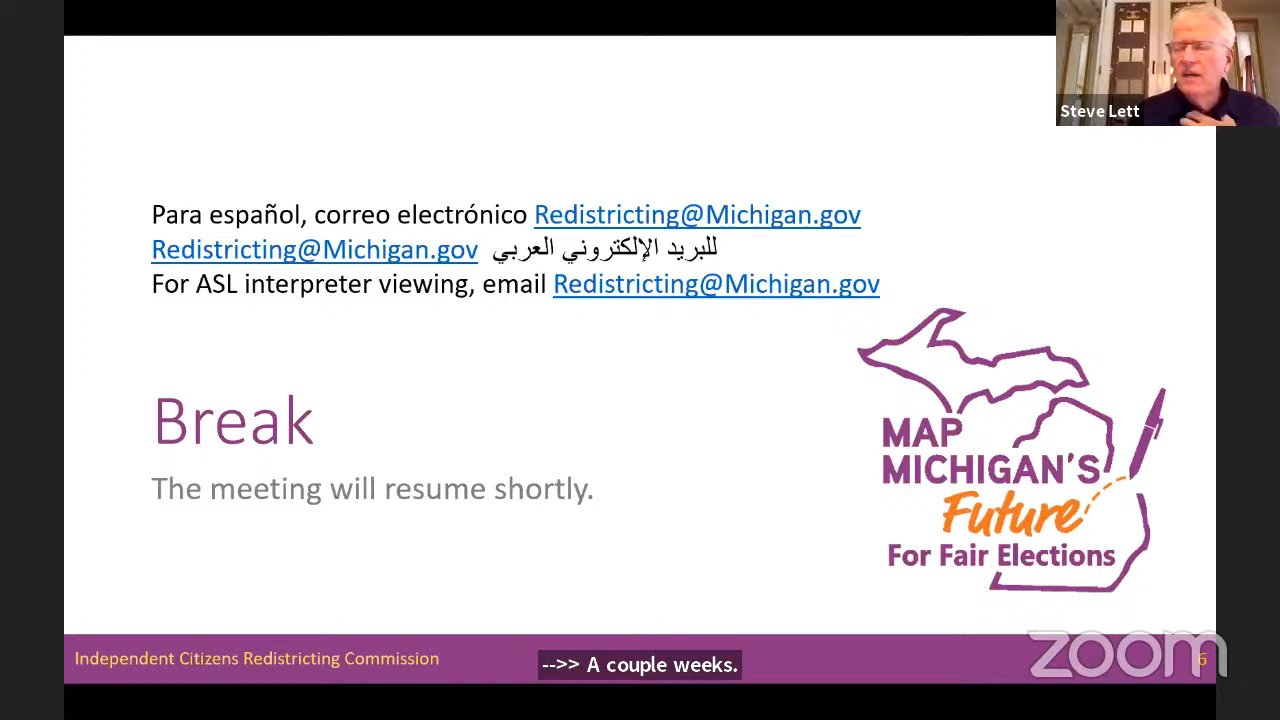 Steve Lett
Para español, correo electrónico Redistricting@Michigan.gov
Redistricting@Michigan.gov للبريد الإلكتروني العربي
For ASL interpreter viewing, email Redistricting@Michigan.gov
Break
The meeting will resume shortly.
MAP
MICHIGAN'S
Future
For Fair Elections
Independent Citizens Redistricting Commission
-->> A couple weeks.
zoom
6